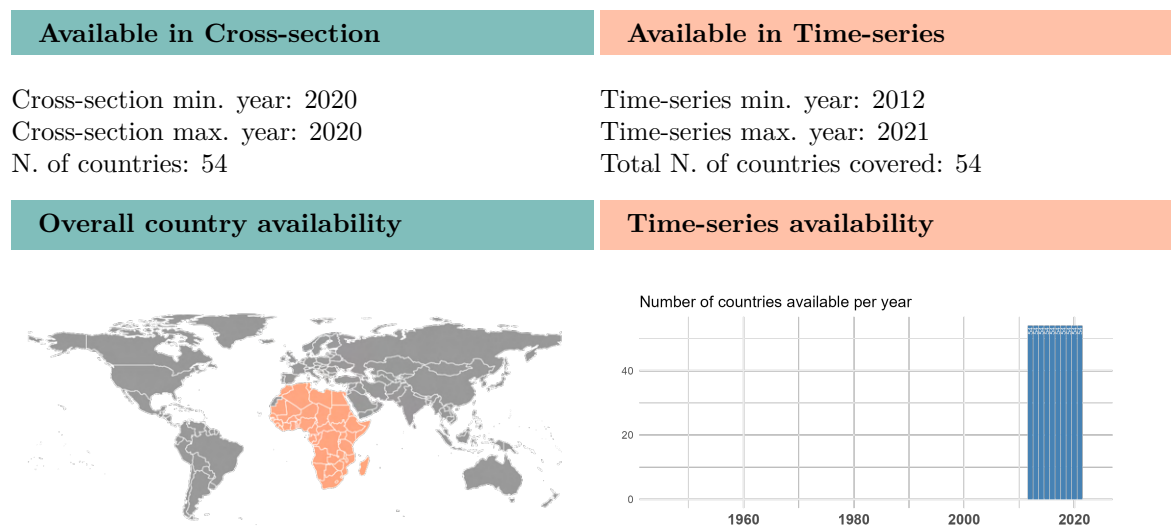 Available in Cross-section
Available in Time-series
Cross-section min. year: 2020
Cross-section max. year: 2020
N. of countries: 54
Time-series min. year: 2012
Time-series max. year: 2021
Total N. of countries covered: 54
Overall country availability
Time-series availability
Number of countries available per year
40
20
0
1960 1980 2000 2020